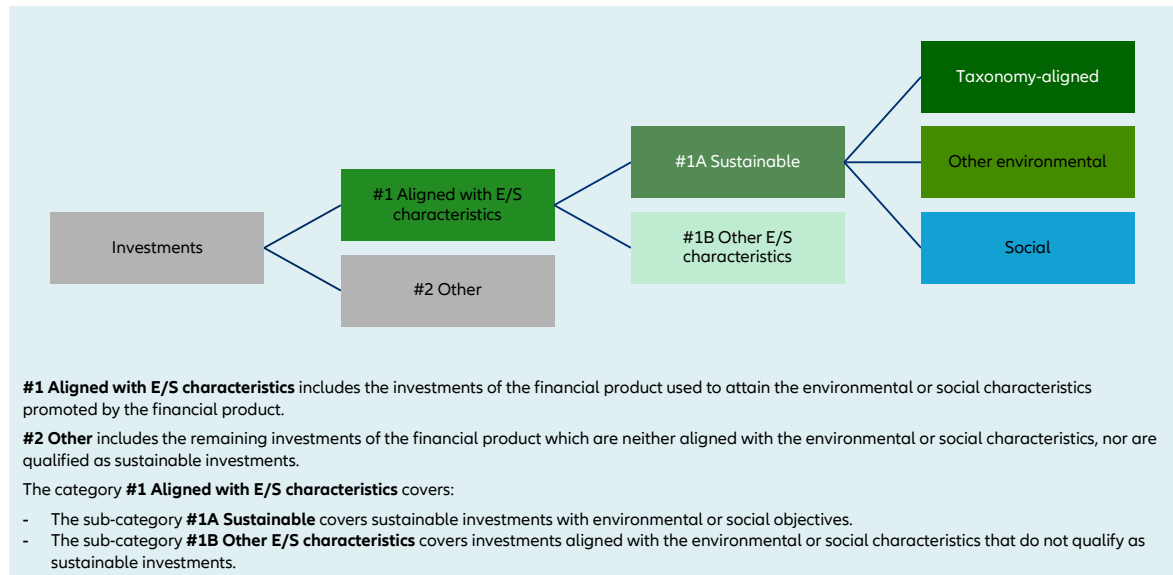 Taxonomy-aligned
#1A Sustainable
Other environmental
#1 Aligned with E/S
characteristics
Investments
#1B Other E/S
characteristics
Social
#2 Other
#1 Aligned with E/S characteristics includes the investments of the financial product used to attain the environmental or social characteristics
promoted by the financial product.
#2 Other includes the remaining investments of the financial product which are neither aligned with the environmental or social characteristics, nor are
qualified as sustainable investments.
The category #1 Aligned with E/S characteristics covers:
- The sub-category #1A Sustainable covers sustainable investments with environmental or social objectives.
- The sub-category #1B Other E/S characteristics covers investments aligned with the environmental or social characteristics that do not qualify as
sustainable investments.